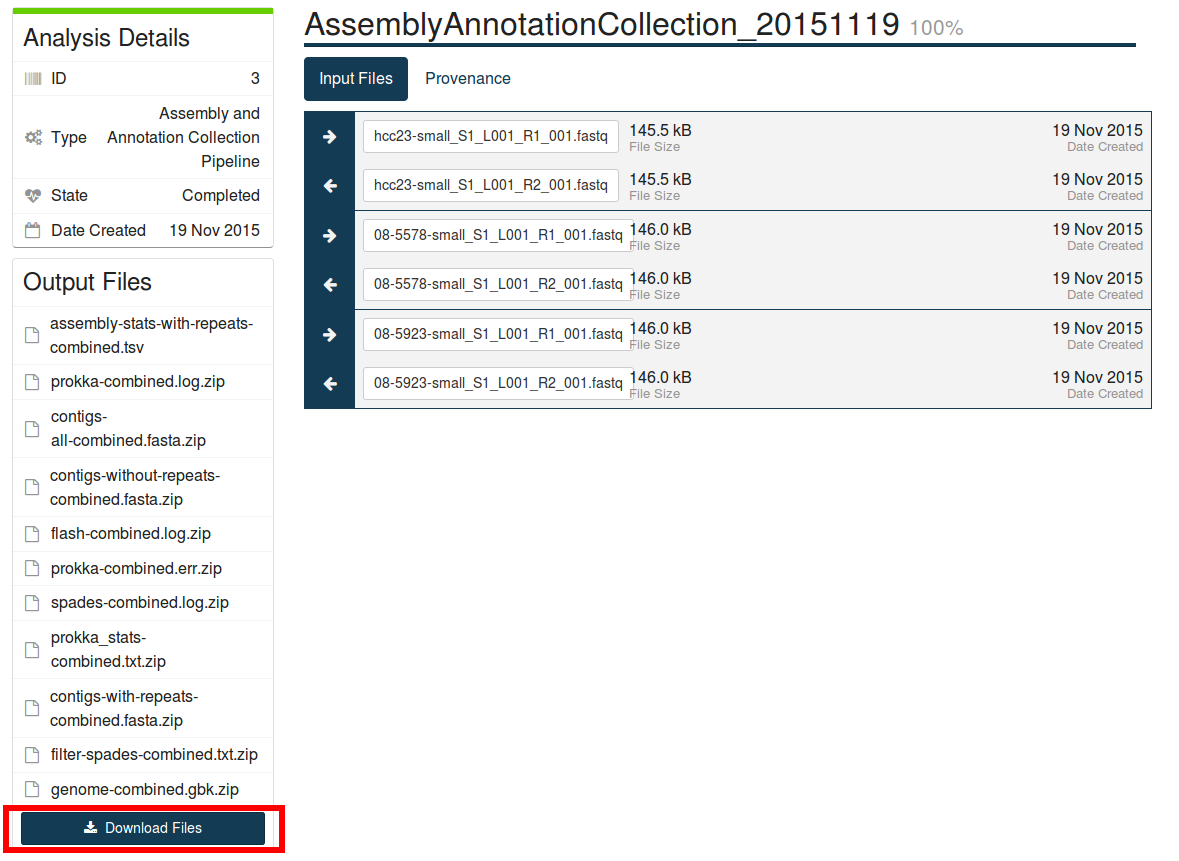 Analysis Details
ID 3
Type Assembly and
Annotation Collection
Pipeline
State Completed
Date Created 19 Nov 2015
Output Files
assembly-stats-with-repeats-
combined.tsv
prokka-combined.log.zip
contigs-
all-combined.fasta.zip
contigs-without-repeats-
combined.fasta.zip
flash-combined.log.zip
prokka-combined.err.zip
spades-combined.log.zip
prokka_stats-
combined.txt.zip
contigs-with-repeats-
combined.fasta.zip
filter-spades-combined.txt.zip
genome-combined.gbk.zip
Download Files
AssemblyAnnotationCollection_20151119 100%
Input Files Provenance
hcc23-small_S1_L001_R1_001.fastq 145.5 kB 19 Nov 2015
File Size Date Created
hcc23-small_S1_L001_R2_001.fastq 145.5 kB 19 Nov 2015
File Size Date Created
08-5578-small_S1_L001_R1_001.fastq 146.0 kB 19 Nov 2015
File Size Date Created
08-5578-small_S1_L001_R2_001.fastq 146.0 kB 19 Nov 2015
File Size Date Created
08-5923-small_S1_L001_R1_001.fastq 146.0 kB 19 Nov 2015
File Size Date Created
08-5923-small_S1_L001_R2_001.fastq 146.0 kB 19 Nov 2015
File Size Date Created